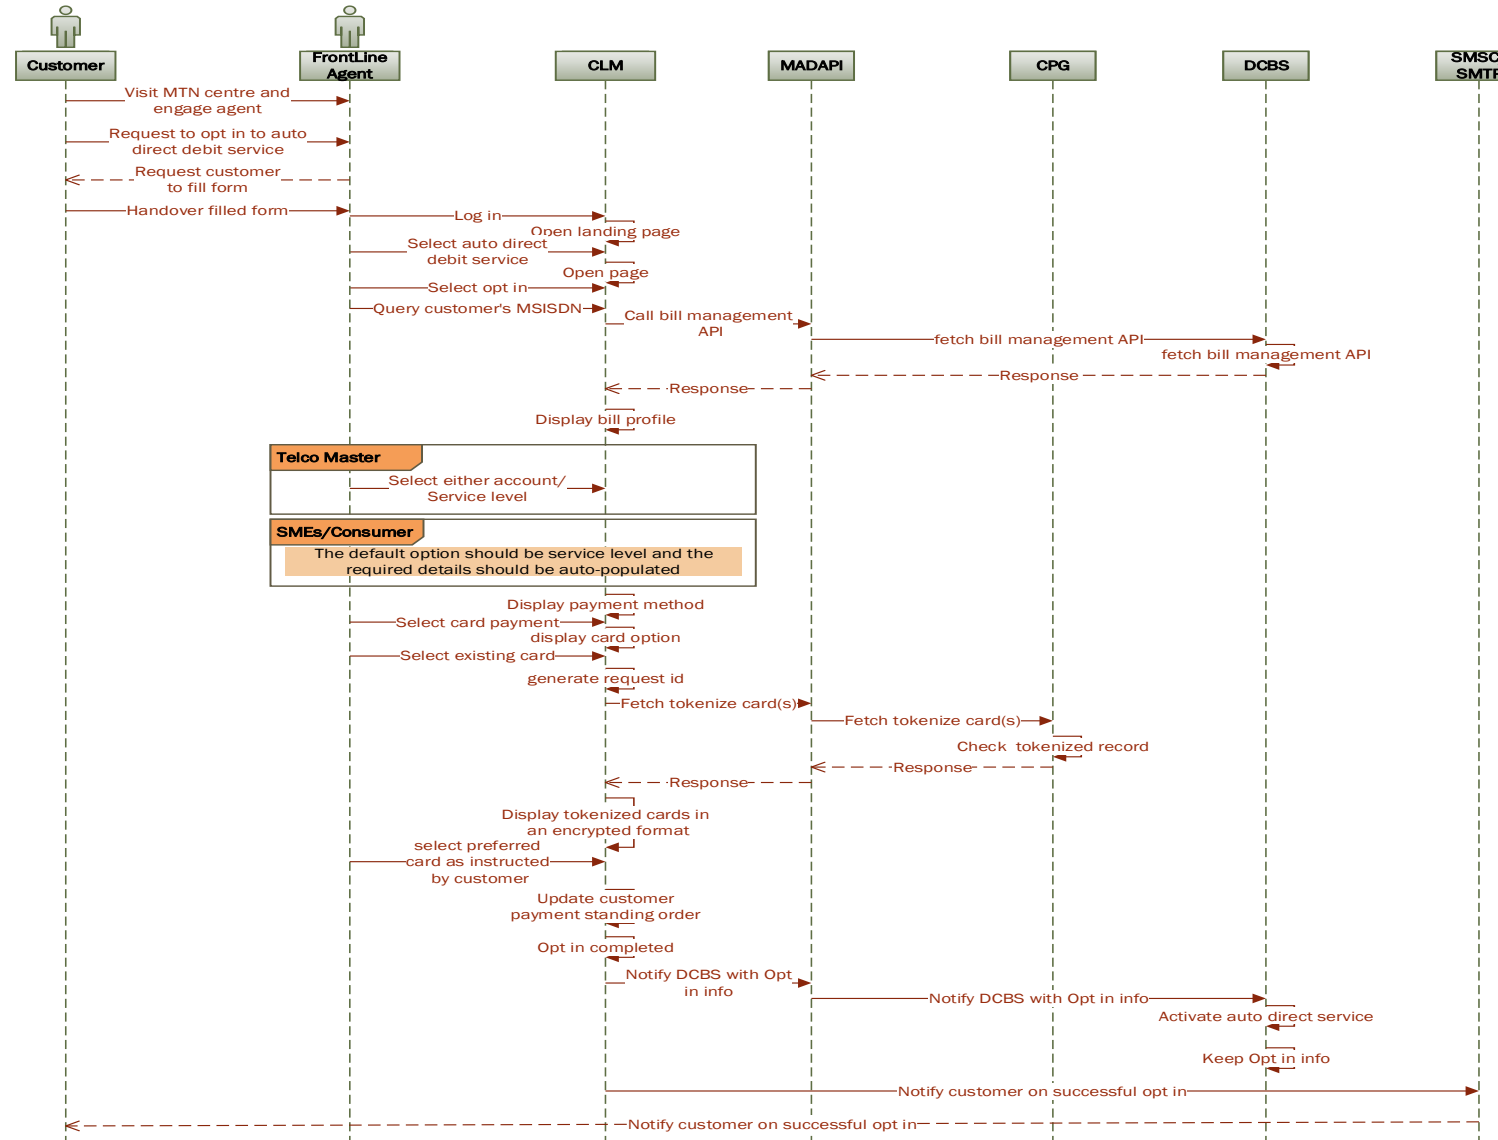 Customer
FrontLine
Agent
CLM
MADAPI
CPG
DCBS
SMSC
SMTP
Visit MTN centre and
engage agent
Request to opt in to auto
direct debit service
Request customer
to fill form
Handover filled form
Log in
Open landing page
Select auto direct
debit service
Open page
Select opt in
Query customer's MSISDN
Call bill management
API
fetch bill management API
fetch bill management API
Response
Response
Display bill profile
Telco Master
Select either account/
Service level
SMEs/Consumer
The default option should be service level and the
required details should be auto-populated
Display payment method
Select card payment
display card option
Select existing card
generate request id
Fetch tokenize card(s)
Fetch tokenize card(s)
Check tokenized record
Response
Response
Display tokenized cards in
an encrypted format
select preferred
card as instructed
by customer
Update customer
payment standing order
Opt in completed
Notify DCBS with Opt
in info
Notify DCBS with Opt in info
Activate auto direct service
Keep Opt in info
Notify customer on successful opt in
Notify customer on successful opt in